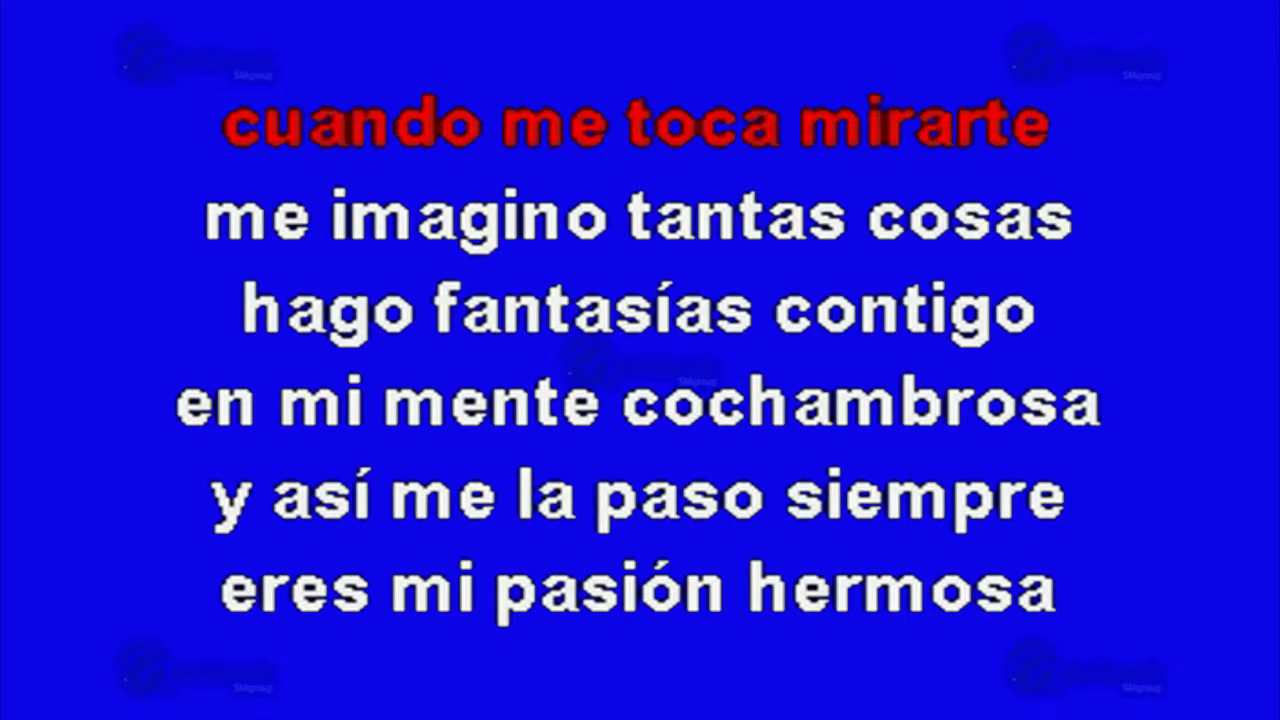 cuando me toca mirarte
me imagino tantas cosas
hago fantasías contigo
en mi mente cochambrosa
y así me la paso siempre
eres mi pasión hermosa